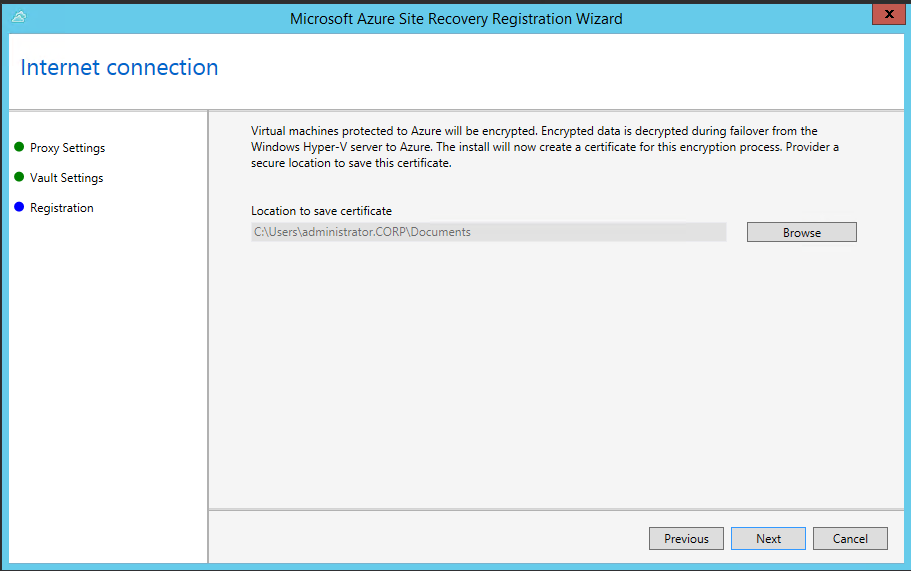 Microsoft Azure Site Recovery Registration Wizard
x
Internet connection
Proxy Settings
Vault Settings
Registration
Virtual machines protected to Azure will be encrypted. Encrypted data is decrypted during failover from the
Windows Hyper-V server to Azure. The install will now create a certificate for this encryption process. Provider a
secure location to save this certificate.
Location to save certificate
C:\Users\administrator.CORP\Documents
Browse
Previous
Next
Cancel